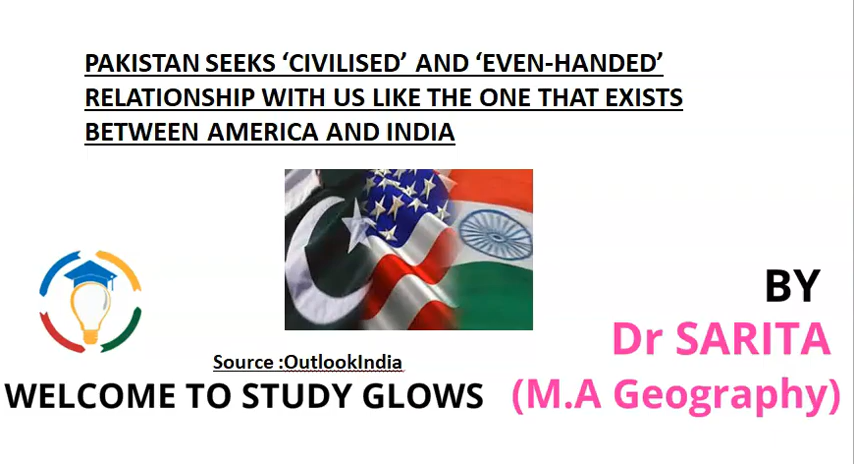 PAKISTAN SEEKS ‘CIVILISED’ AND ‘EVEN-HANDED’
RELATIONSHIP WITH US LIKE THE ONE THAT EXISTS
BETWEEN AMERICA AND INDIA
BY
Dr SARITA
(M.A Geography)
Source :OutlookIndia
WELCOME TO STUDY GLOWS